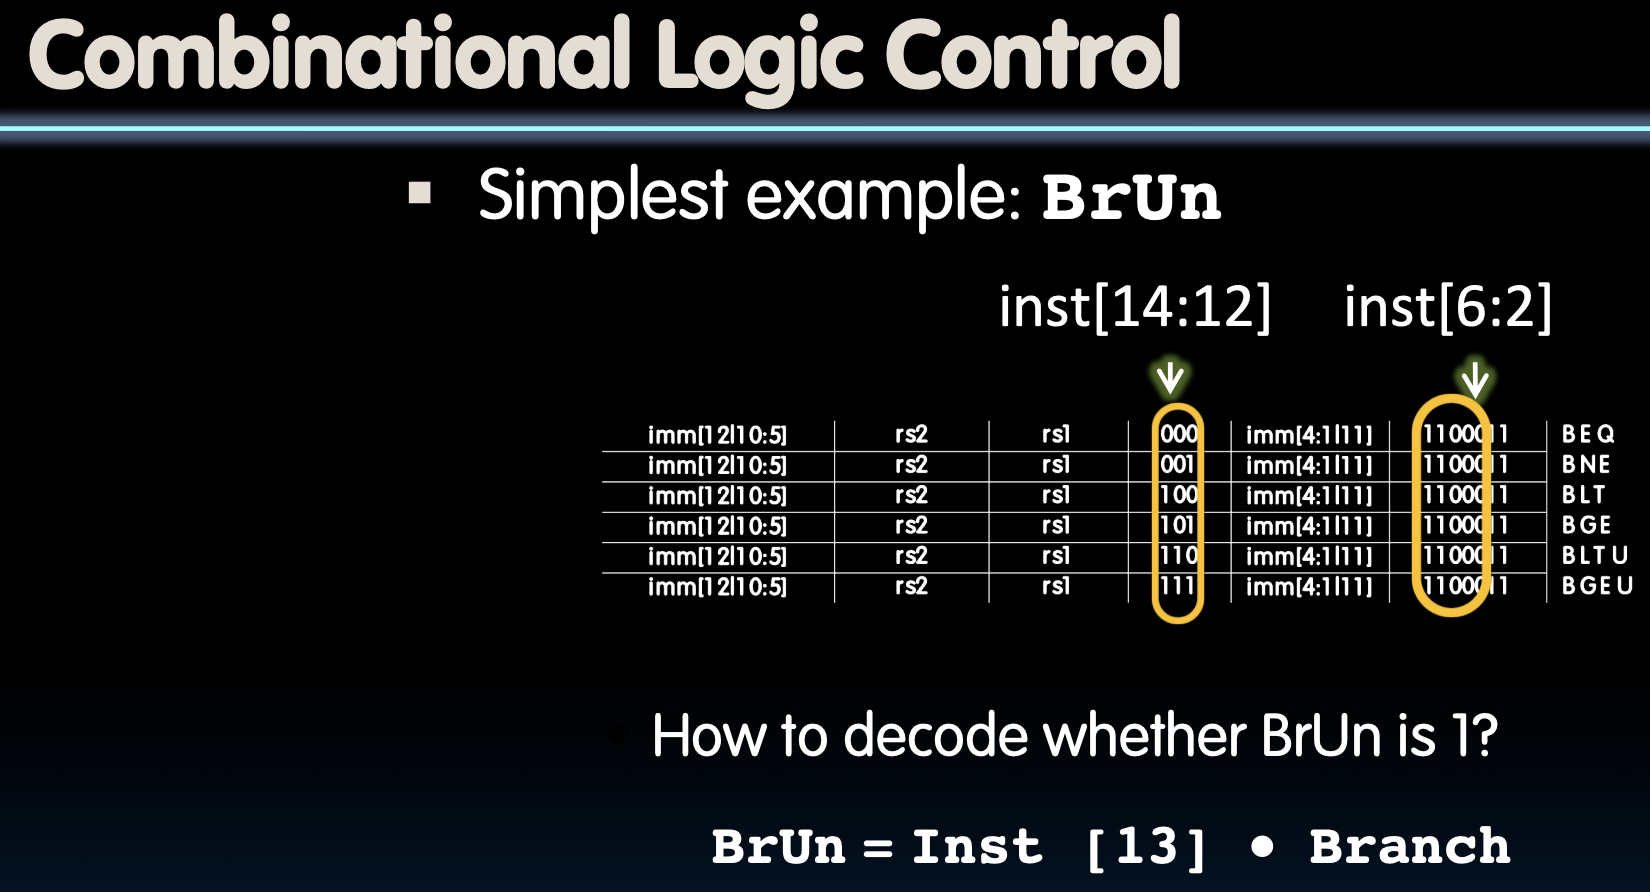 Combinational Logic Control
▪ Simplest example: BrUn
inst[14:12] inst[6:2]
imm[12|10:5] rs2 rs1 000 imm[4:1|11] 1100011 BEQ
imm[12|10:5] rs2 rs1 001 imm[4:1|11] 1100011 BNE
imm[12|10:5] rs2 rs1 100 imm[4:1|11] 1100011 BLT
imm[12|10:5] rs2 rs1 101 imm[4:1|11] 1100011 BGE
imm[12|10:5] rs2 rs1 110 imm[4:1|11] 1100011 BLTU
imm[12|10:5] rs2 rs1 111 imm[4:1|11] 1100011 BGEU
• How to decode whether BrUn is 1?
BrUn = Inst [13] • Branch